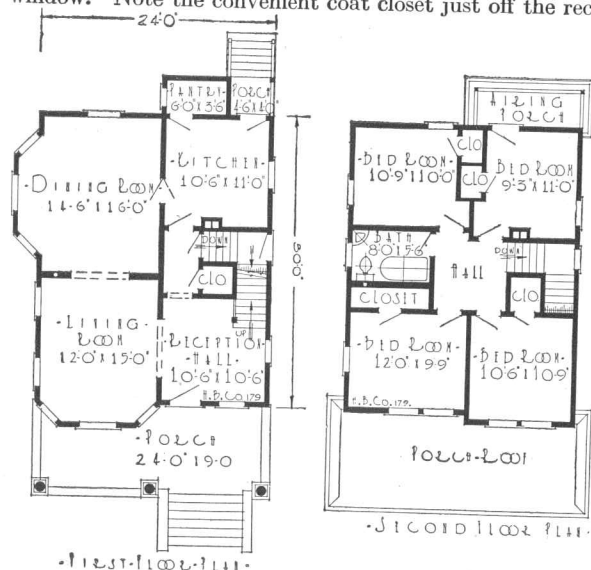 window. Note the convenient coat closet just off the rec
24'0"
PANTRY
6'-0"X3'-6"
PORCH
4'-6"X4'-0"
KITCHEN
10'-6"X11'-0"
DINING ROOM
14'-6"X16'-0"
30'-0"
DOWN
CLO
UP
LIVING
ROOM
12'-0"X15'-0"
RECEPTION
HALL
10'-6"X10'-6"
H.B.CO.179.
PORCH
24-0" 19-0
-FIRST-FLOOR-PLAN-
AIRING
PORCH
BED ROOM
10'-9"X10'-0"
CLO
CLO
BED ROOM
9'-3"X11'-0"
BATH
8'-0"X5'-6"
HALL
DOWN
CLOSET
CLO
BED ROOM
12'-0"X9'-9"
H.B.CO.179.
BED ROOM
10'-6"X10'-9"
PORCH-ROOF
-SECOND FLOOR PLAN-